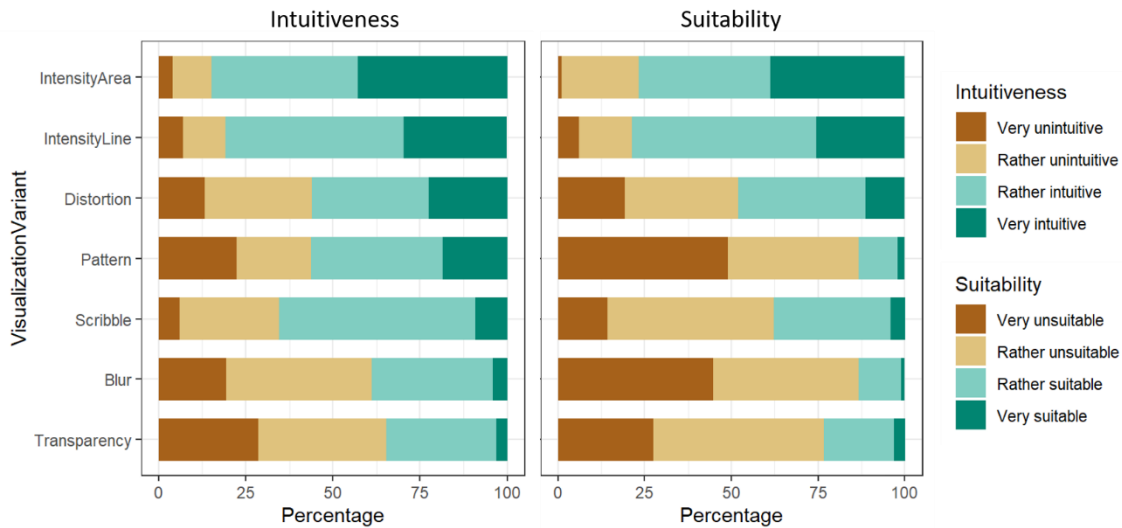 Intuitiveness
Suitability
VisualizationVariant
IntensityArea
IntensityLine
Distortion
Pattern
Scribble
Blur
Transparency
0 25 50 75 100
Percentage
0 25 50 75 100
Percentage
Intuitiveness
Very unintuitive
Rather unintuitive
Rather intuitive
Very intuitive
Suitability
Very unsuitable
Rather unsuitable
Rather suitable
Very suitable